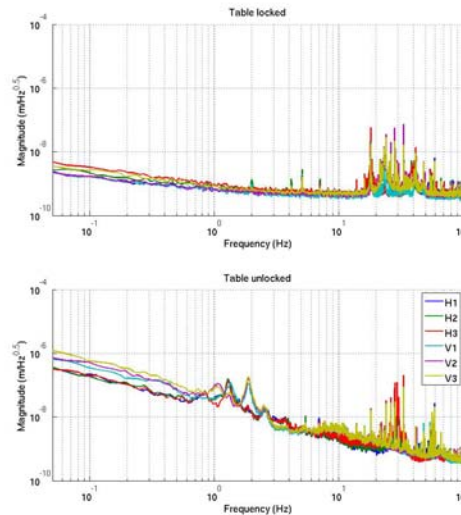 Table locked
10^-4
10^-6
10^-8
10^-10
Magnitude (m/Hz^0.5)
10^-1
10^0
10^1
10
Frequency (Hz)
Table unlocked
10^-4
10^-6
10^-8
10^-10
Magnitude (m/Hz^0.5)
H1
H2
H3
V1
V2
V3
10^-1
10^0
10^1
10
Frequency (Hz)